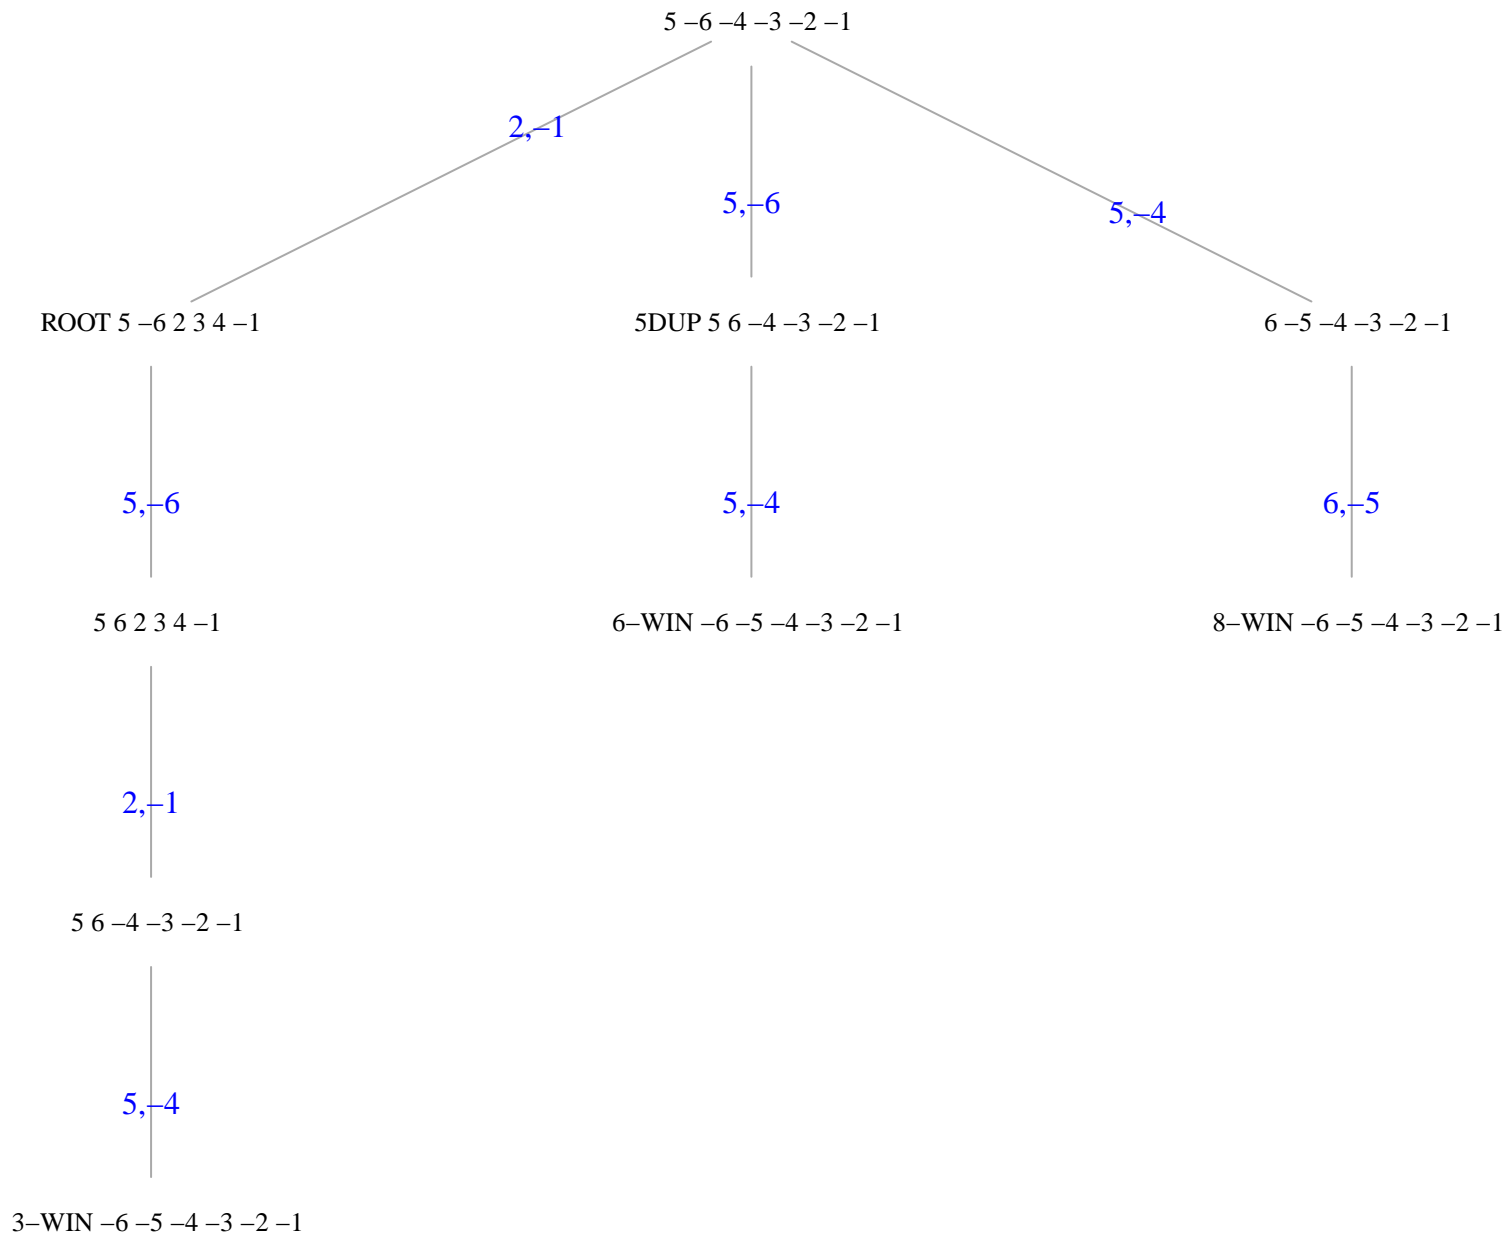 5 –6 –4 –3 –2 –1
2,–1
5,–6
5,–4
ROOT 5 –6 2 3 4 –1
5DUP 5 6 –4 –3 –2 –1
6 –5 –4 –3 –2 –1
5,–6
5,–4
6,–5
5 6 2 3 4 –1
6–WIN –6 –5 –4 –3 –2 –1
8–WIN –6 –5 –4 –3 –2 –1
2,–1
5 6 –4 –3 –2 –1
5,–4
3–WIN –6 –5 –4 –3 –2 –1